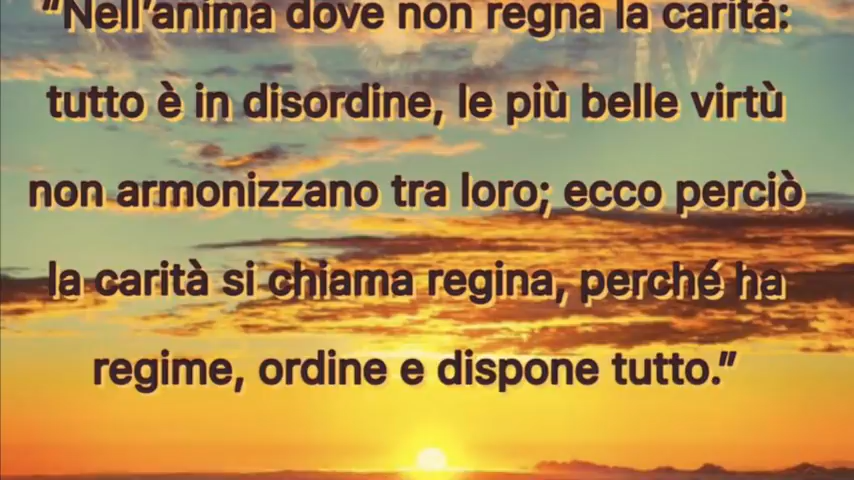 “Nell’anima dove non regna la carità:
tutto è in disordine, le più belle virtù
non armonizzano tra loro; ecco perciò
la carità si chiama regina, perché ha
regime, ordine e dispone tutto.”